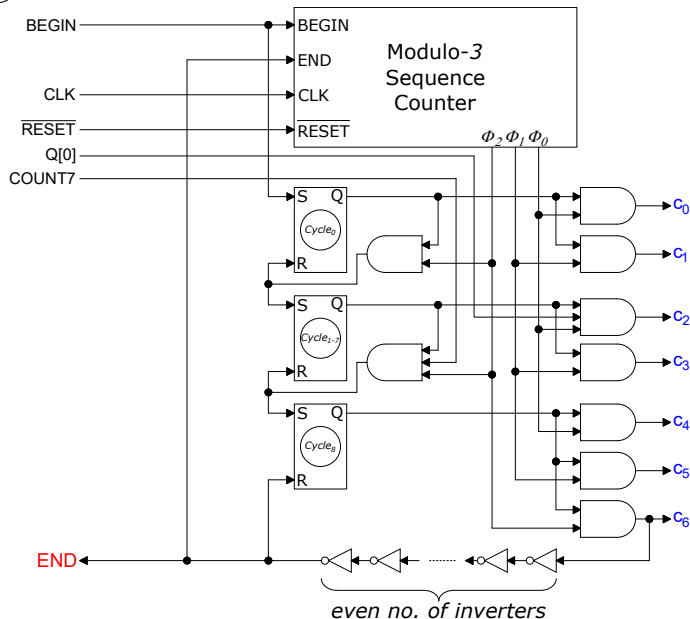 BEGIN
BEGIN
Modulo-3
Sequence
Counter
END
CLK
CLK
RESET
RESET
Φ2 Φ1 Φ0
Q[0]
COUNT7
S Q
Cycle0
R
c0
c1
S Q
Cycle1-7
R
c2
c3
S Q
Cycle8
R
c4
c5
c6
END
........
even no. of inverters